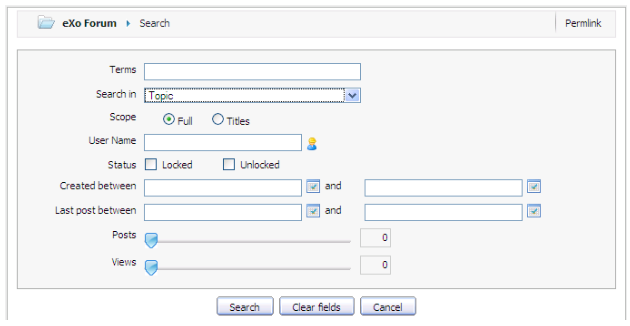 eXo Forum Search Permlink
Terms
Search in Topic
Scope Full Titles
User Name
Status Locked Unlocked
Created between and
Last post between and
Posts 0
Views 0
Search Clear fields Cancel